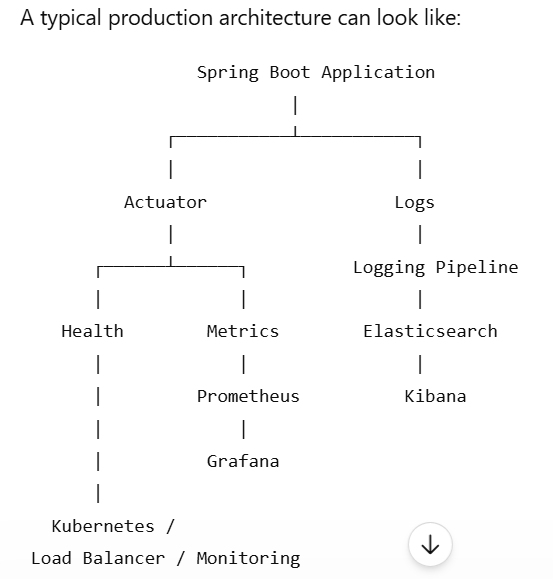 A typical production architecture can look like:
Spring Boot Application
Actuator Logs
Logging Pipeline
Health Metrics Elasticsearch
Prometheus Kibana
Grafana
Kubernetes /
Load Balancer / Monitoring